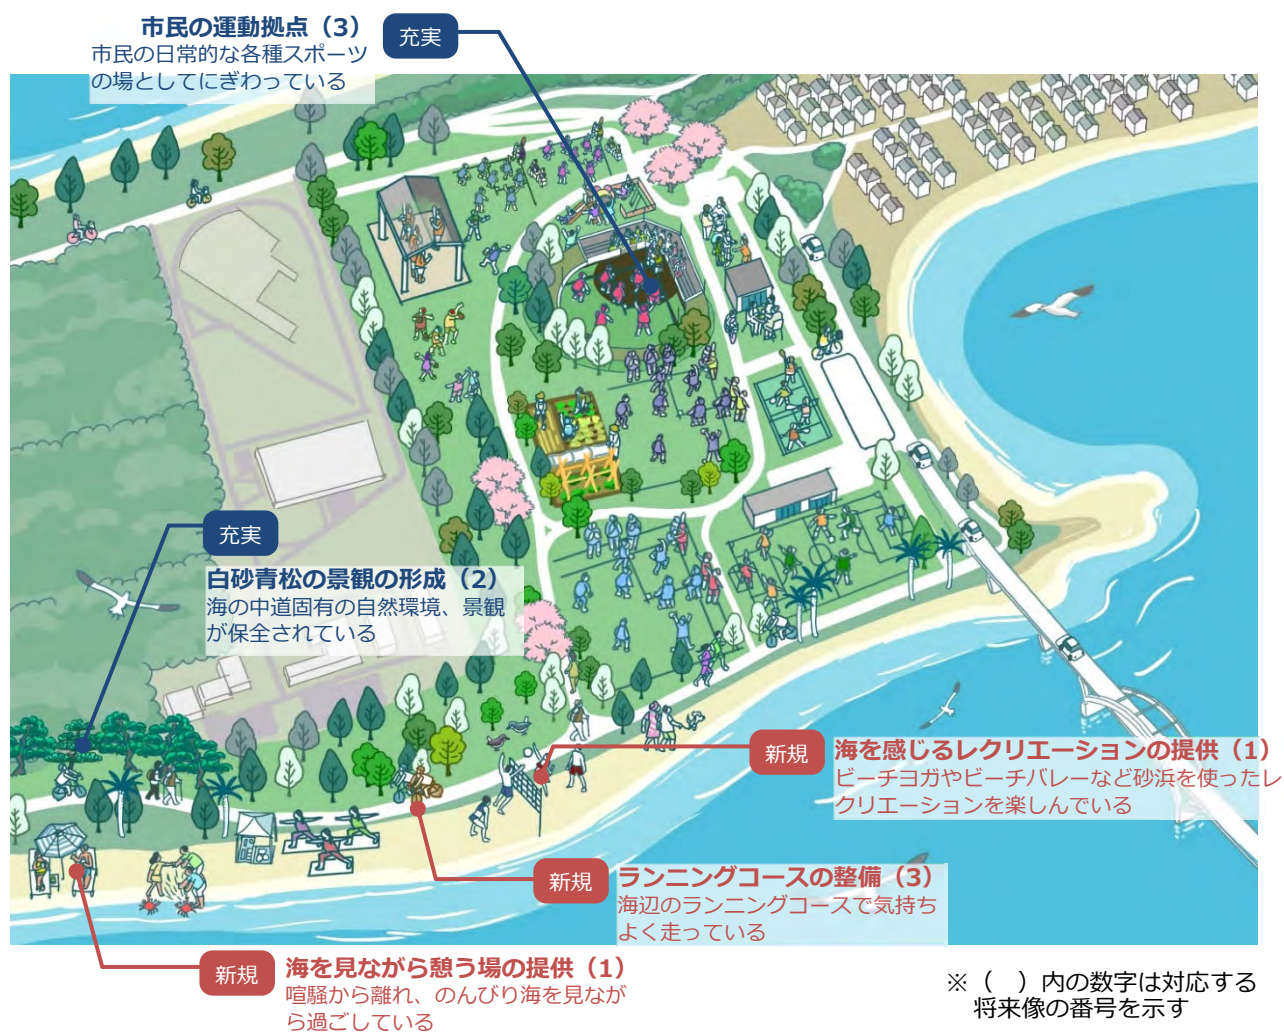 市民の運動拠点（3）
充実
市民の日常的な各種スポーツ
の場としてにぎわっている
充実
白砂青松の景観の形成（2）
海の中道固有の自然環境、景観
が保全されている
新規
海を感じるレクリエーションの提供（1）
ビーチヨガやビーチバレーなど砂浜を使ったレ
クリエーションを楽しんでいる
新規
ランニングコースの整備（3）
海辺のランニングコースで気持ち
よく走っている
新規
海を見ながら憩う場の提供（1）
喧騒から離れ、のんびり海を見なが
ら過ごしている
※（　）内の数字は対応する
将来像の番号を示す